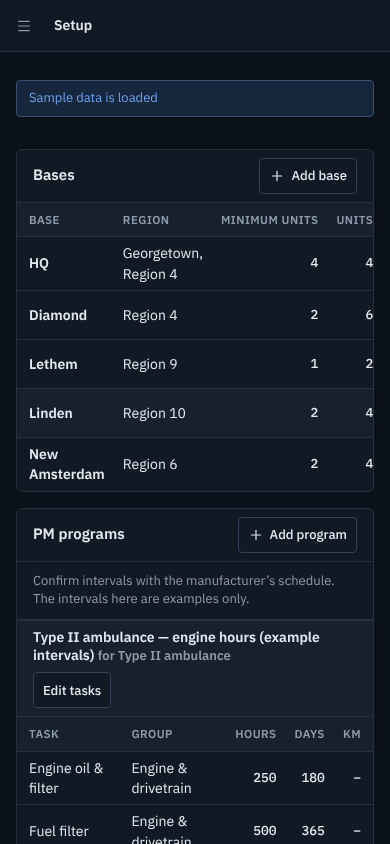 Setup
Sample data is loaded
Bases
Add base
BASE REGION MINIMUM UNITS UNITS
HQ Georgetown, Region 4 4 4
Diamond Region 4 2 6
Lethem Region 9 1 2
Linden Region 10 2 4
New Amsterdam Region 6 2 4
PM programs
Add program
Confirm intervals with the manufacturer’s schedule.
The intervals here are examples only.
Type II ambulance — engine hours (example
intervals) for Type II ambulance
Edit tasks
TASK GROUP HOURS DAYS KM
Engine oil & filter Engine & drivetrain 250 180 –
Fuel filter Engine & drivetrain 500 365 –